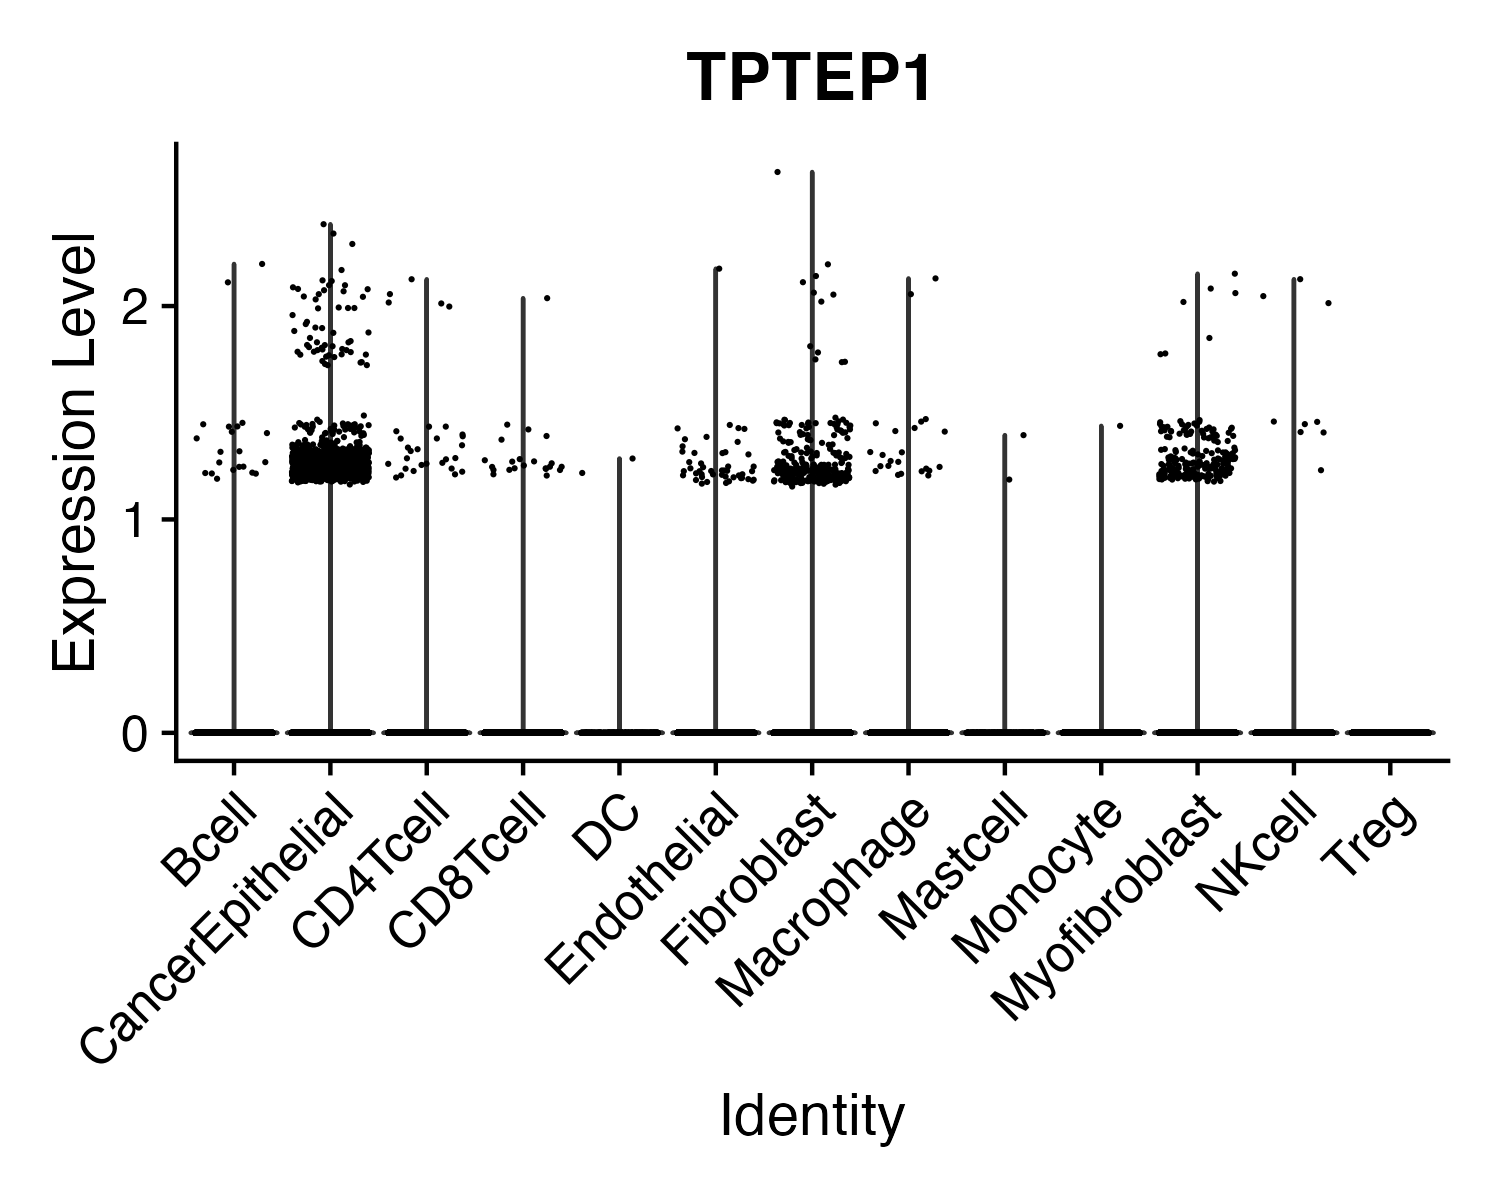 TPTEP1
Expression Level
2
1
0
Bcell
CancerEpithelial
CD4Tcell
CD8Tcell
DC
Endothelial
Fibroblast
Macrophage
Mastcell
Monocyte
Myofibroblast
NKcell
Treg
Identity